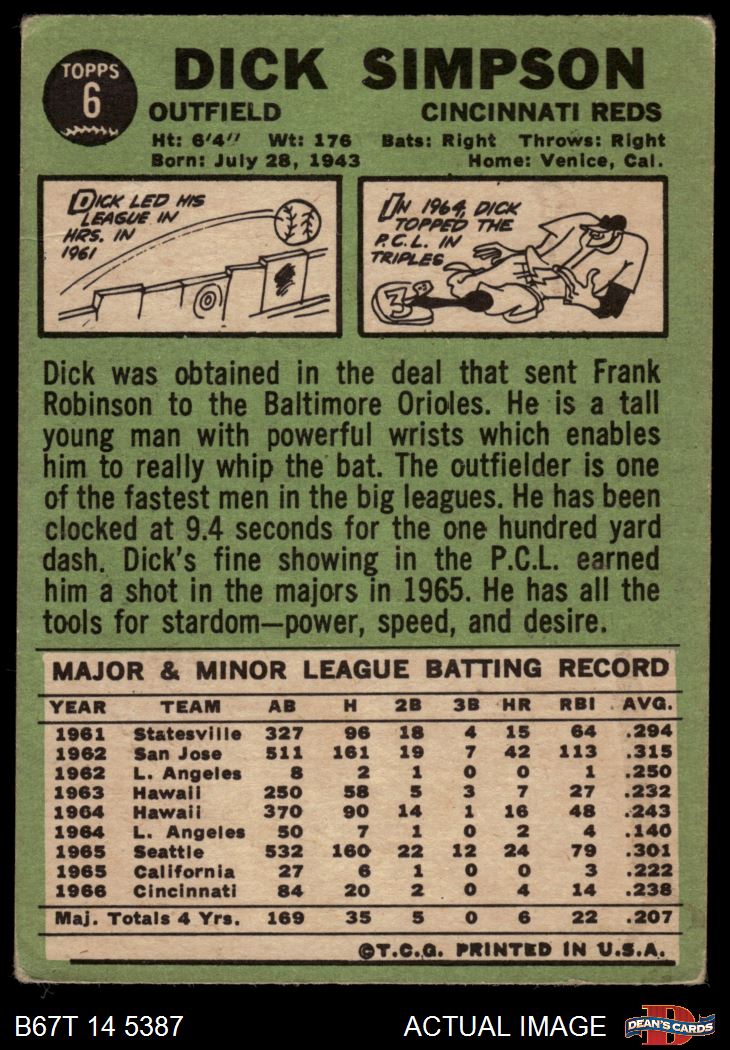 TOPPS
6
DICK SIMPSON
OUTFIELD CINCINNATI REDS
Ht: 6'4" Wt: 176 Bats: Right Throws: Right
Born: July 28, 1943 Home: Venice, Cal.
DICK LED HIS
LEAGUE IN
HRS. IN
1961
IN 1964, DICK
TOPPED THE
P.C.L. IN
TRIPLES
3
Dick was obtained in the deal that sent Frank
Robinson to the Baltimore Orioles. He is a tall
young man with powerful wrists which enables
him to really whip the bat. The outfielder is one
of the fastest men in the big leagues. He has been
clocked at 9.4 seconds for the one hundred yard
dash. Dick's fine showing in the P.C.L. earned
him a shot in the majors in 1965. He has all the
tools for stardom—power, speed, and desire.
MAJOR & MINOR LEAGUE BATTING RECORD
YEAR TEAM AB H 2B 3B HR RBI AVG.
1961 Statesville 327 96 18 4 15 64 .294
1962 San Jose 511 161 19 7 42 113 .315
1962 L. Angeles 8 2 1 0 0 1 .250
1963 Hawaii 250 58 5 3 7 27 .232
1964 Hawaii 370 90 14 1 16 48 .243
1964 L. Angeles 50 7 1 0 2 4 .140
1965 Seattle 532 160 22 12 24 79 .301
1965 California 27 6 1 0 0 3 .222
1966 Cincinnati 84 20 2 0 4 14 .238
Maj. Totals 4 Yrs. 169 35 5 0 6 22 .207
©T.C.G. PRINTED IN U.S.A.
B67T 14 5387 ACTUAL IMAGE D DEAN'S CARDS